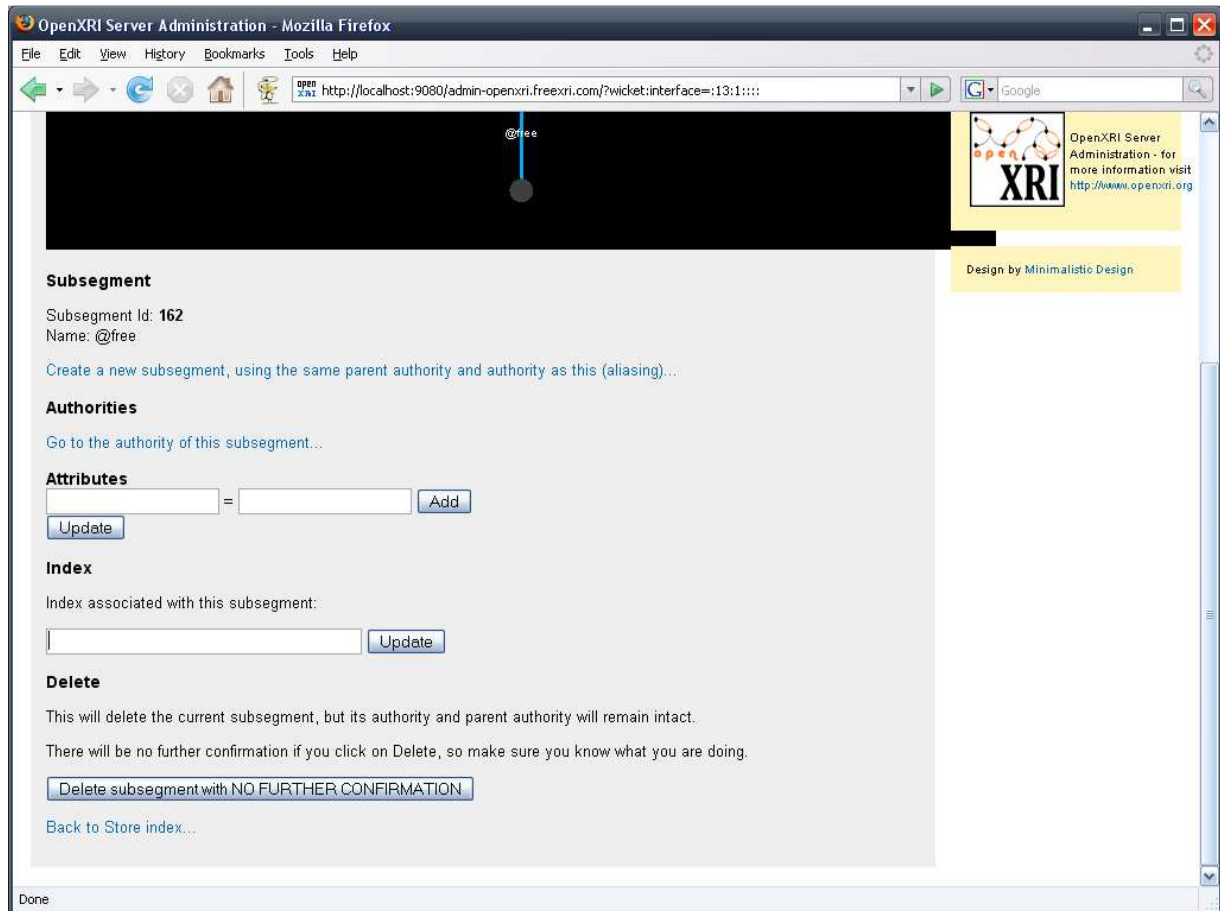 OpenXRI Server Administration - Mozilla Firefox
File Edit View History Bookmarks Tools Help
open XRI http://localhost:9080/admin-openxri.freexri.com/?wicket:interface=:13:1:::: G Google
@free
open XRI
OpenXRI Server
Administration - for
more information visit
http://www.openxri.org
Design by Minimalistic Design
Subsegment
Subsegment Id: 162
Name: @free
Create a new subsegment, using the same parent authority and authority as this (aliasing)...
Authorities
Go to the authority of this subsegment...
Attributes
= Add
Update
Index
Index associated with this subsegment:
Update
Delete
This will delete the current subsegment, but its authority and parent authority will remain intact.
There will be no further confirmation if you click on Delete, so make sure you know what you are doing.
Delete subsegment with NO FURTHER CONFIRMATION
Back to Store index...
Done